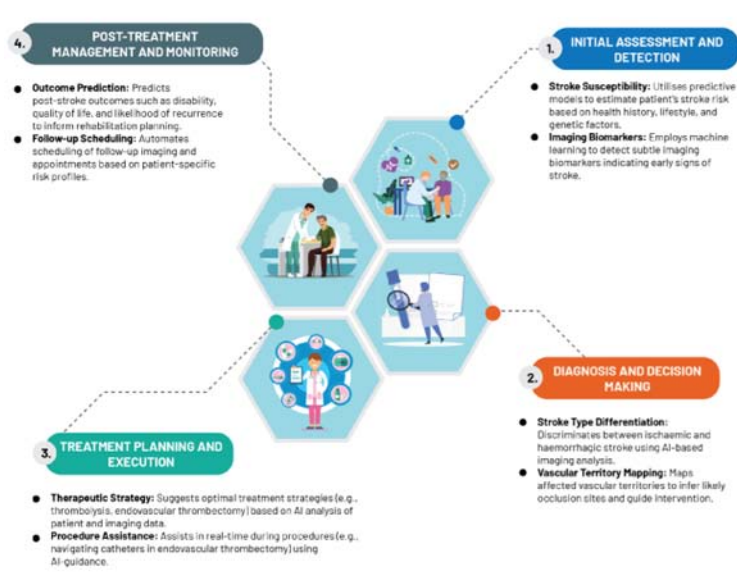 4.
POST-TREATMENT
MANAGEMENT AND MONITORING
Outcome Prediction: Predicts
post-stroke outcomes such as disability,
quality of life, and likelihood of recurrence
to inform rehabilitation planning.
Follow-up Scheduling: Automates
scheduling of follow-up imaging and
appointments based on patient-specific
risk profiles.
1.
INITIAL ASSESSMENT AND
DETECTION
Stroke Susceptibility: Utilises predictive
models to estimate patient's stroke risk
based on health history, lifestyle, and
genetic factors.
Imaging Biomarkers: Employs machine
learning to detect subtle imaging
biomarkers indicating early signs of
stroke.
2.
DIAGNOSIS AND DECISION
MAKING
Stroke Type Differentiation:
Discriminates between ischaemic and
haemorrhagic stroke using AI-based
imaging analysis.
Vascular Territory Mapping: Maps
affected vascular territories to infer likely
occlusion sites and guide intervention.
3.
TREATMENT PLANNING AND
EXECUTION
Therapeutic Strategy: Suggests optimal treatment strategies (e.g.,
thrombolysis, endovascular thrombectomy) based on AI analysis of
patient and imaging data.
Procedure Assistance: Assists in real-time during procedures (e.g.,
navigating catheters in endovascular thrombectomy) using
AI-guidance.